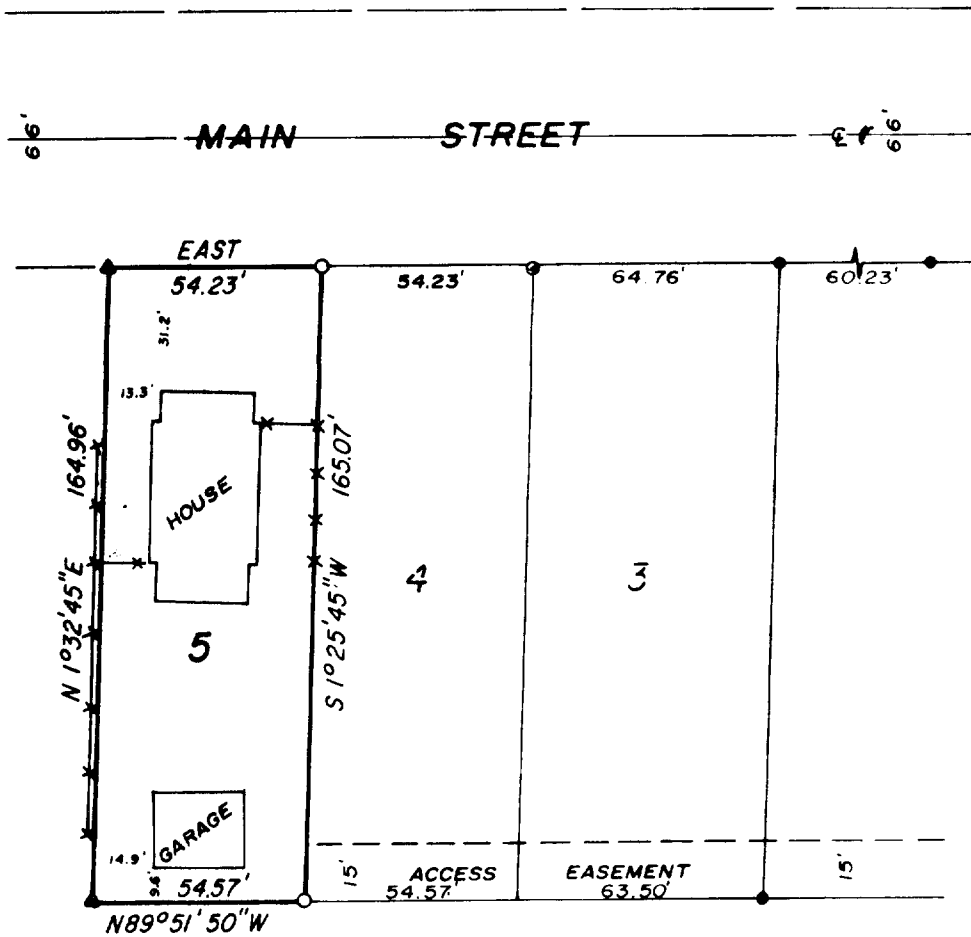 66'
MAIN STREET
℄
66'
EAST
54.23'
54.23'
64.76'
60.23'
31.2'
13.3'
164.96'
165.07'
HOUSE
N 1°32'45"E
S 1°25'45"W
4
3
5
GARAGE
14.9'
9.6'
15'
ACCESS EASEMENT
15'
54.57'
54.57'
63.50'
N89°51'50"W